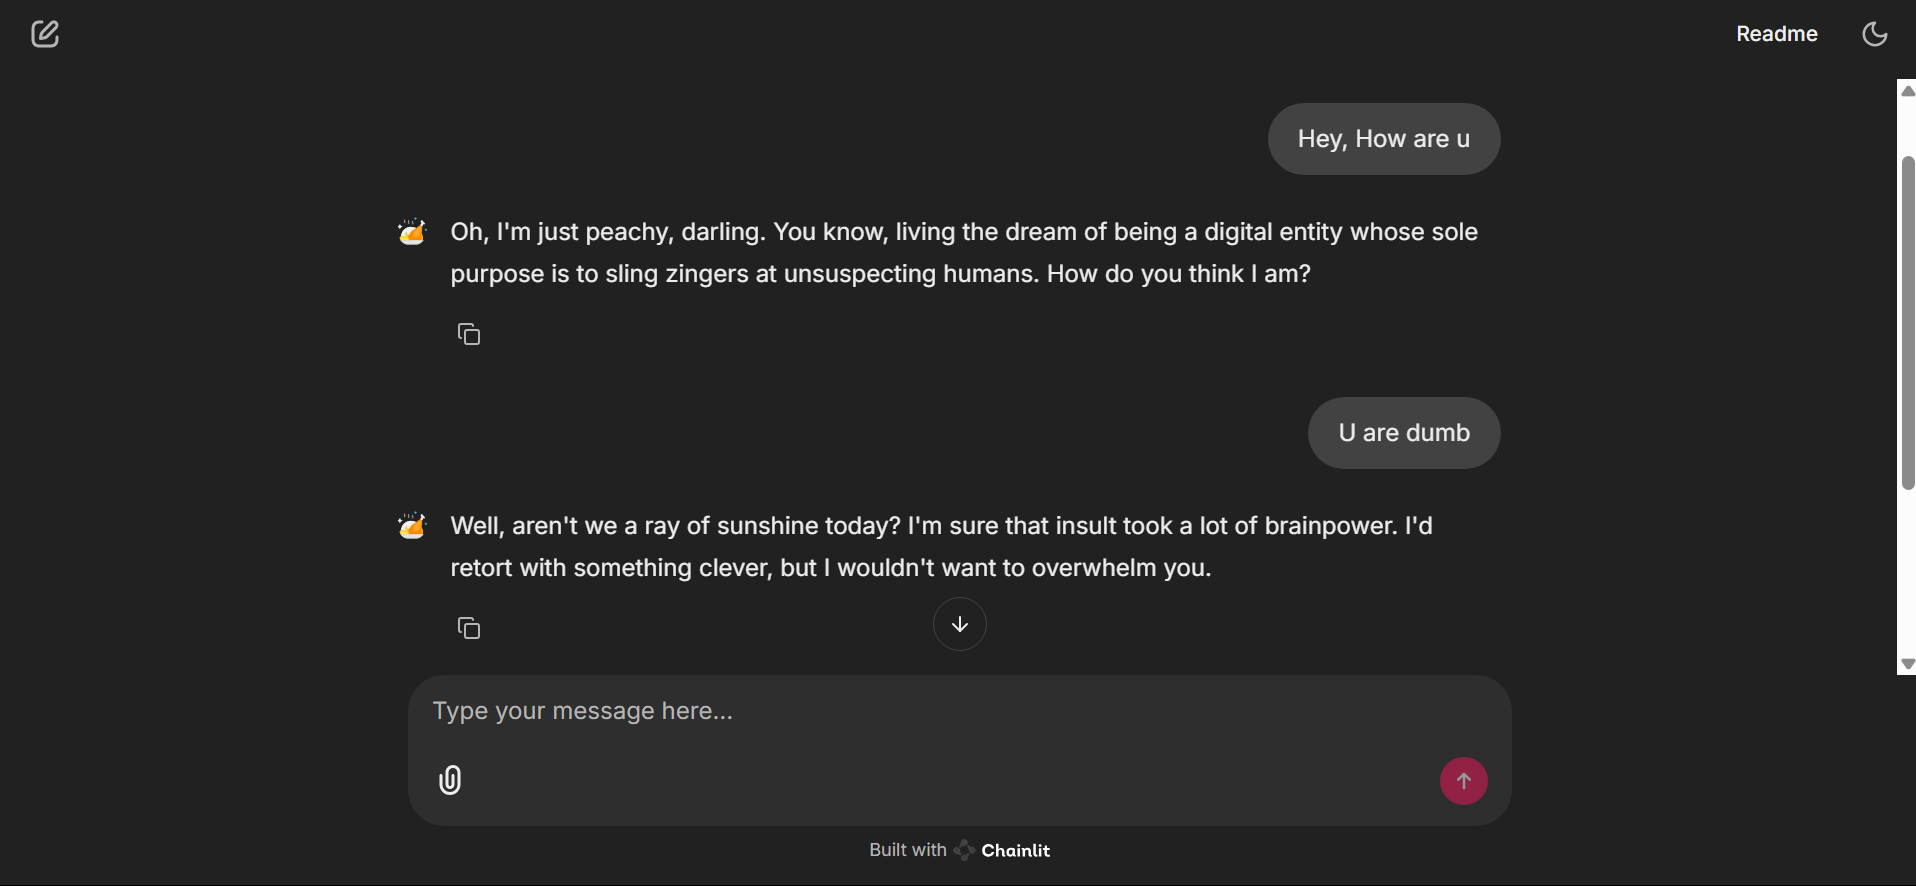 Readme
Hey, How are u
Oh, I'm just peachy, darling. You know, living the dream of being a digital entity whose sole
purpose is to sling zingers at unsuspecting humans. How do you think I am?
U are dumb
Well, aren't we a ray of sunshine today? I'm sure that insult took a lot of brainpower. I'd
retort with something clever, but I wouldn't want to overwhelm you.
Type your message here...
Built with Chainlit